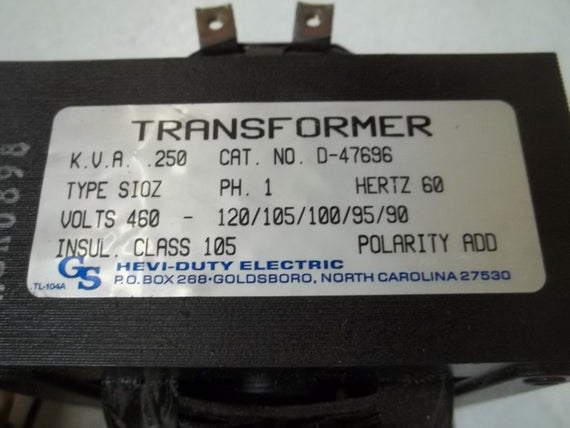 TRANSFORMER
K.V.A. .250 CAT. NO. D-47696
TYPE SIOZ PH. 1 HERTZ 60
VOLTS 460 - 120/105/100/95/90
INSUL. CLASS 105 POLARITY ADD
GS HEVI-DUTY ELECTRIC
P.O. BOX 268·GOLDSBORO, NORTH CAROLINA 27530
TL-104A